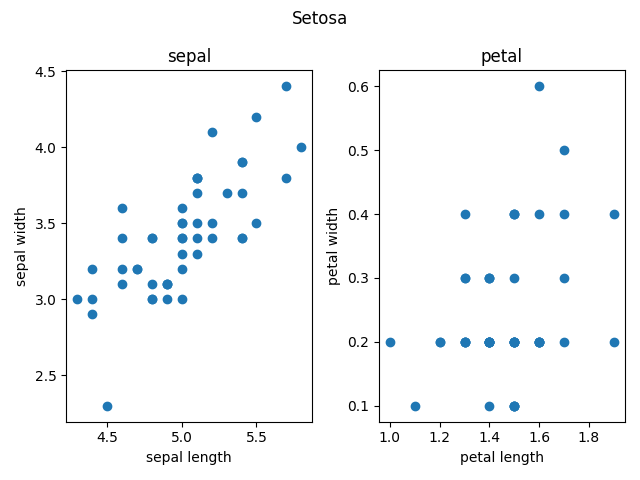 Setosa
sepal
4.5
4.0
3.5
3.0
2.5
sepal width
4.5 5.0 5.5
sepal length
petal
0.6
0.5
0.4
0.3
0.2
0.1
petal width
1.0 1.2 1.4 1.6 1.8
petal length